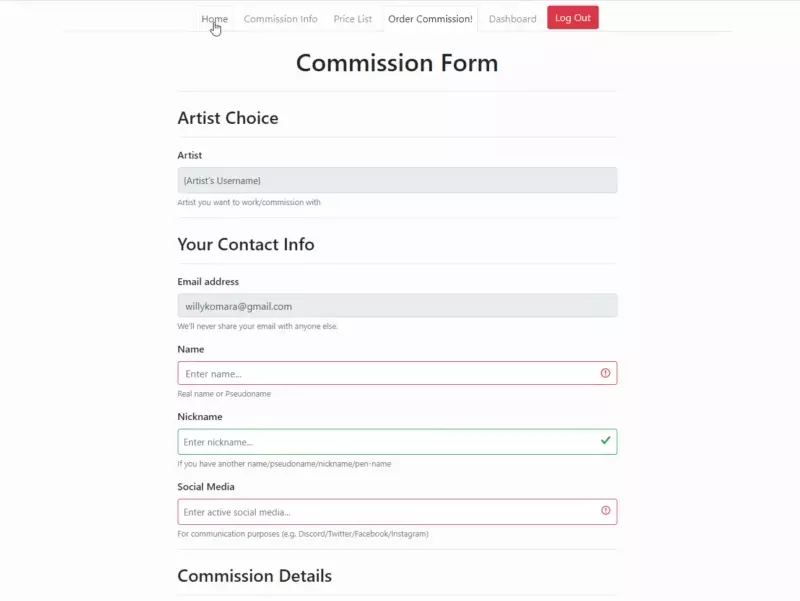 Home Commission Info Price List Order Commission! Dashboard Log Out
Commission Form
Artist Choice
Artist
{Artist's Username}
Artist you want to work/commission with
Your Contact Info
Email address
willykomara@gmail.com
We'll never share your email with anyone else.
Name
Enter name...
Real name or Pseudoname
Nickname
Enter nickname...
If you have another name/pseudoname/nickname/pen-name
Social Media
Enter active social media...
For communication purposes (e.g. Discord/Twitter/Facebook/Instagram)
Commission Details